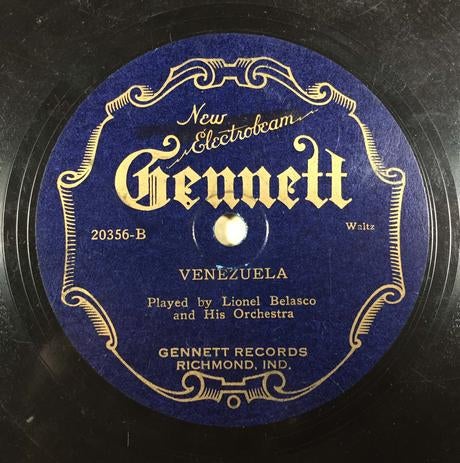 New
Electrobeam
Gennett
20356-B Waltz
VENEZUELA
Played by Lionel Belasco
and His Orchestra
GENNETT RECORDS
RICHMOND, IND.